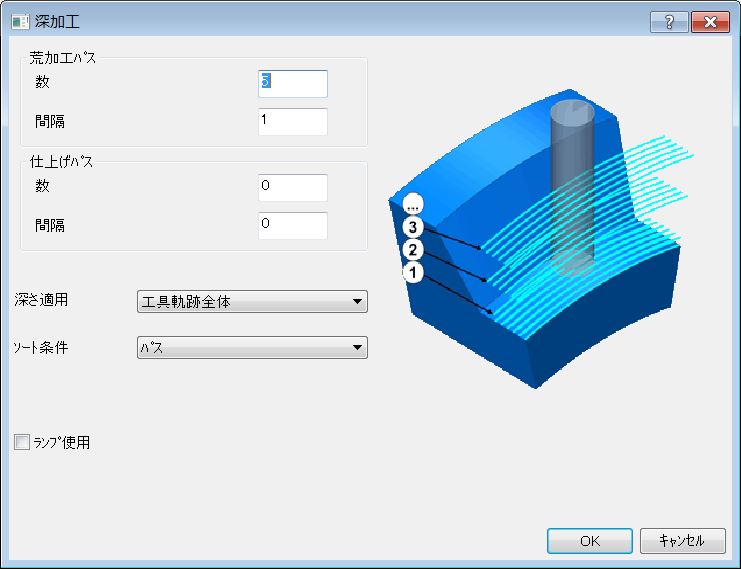 深加工
?
荒加工ﾊﾟｽ
数 5
間隔 1
仕上げﾊﾟｽ
数 0
間隔 0
深さ適用 工具軌跡全体
ｿｰﾄ条件 ﾊﾟｽ
ﾗﾝﾌﾟ使用
...
3
2
1
OK ｷｬﾝｾﾙ